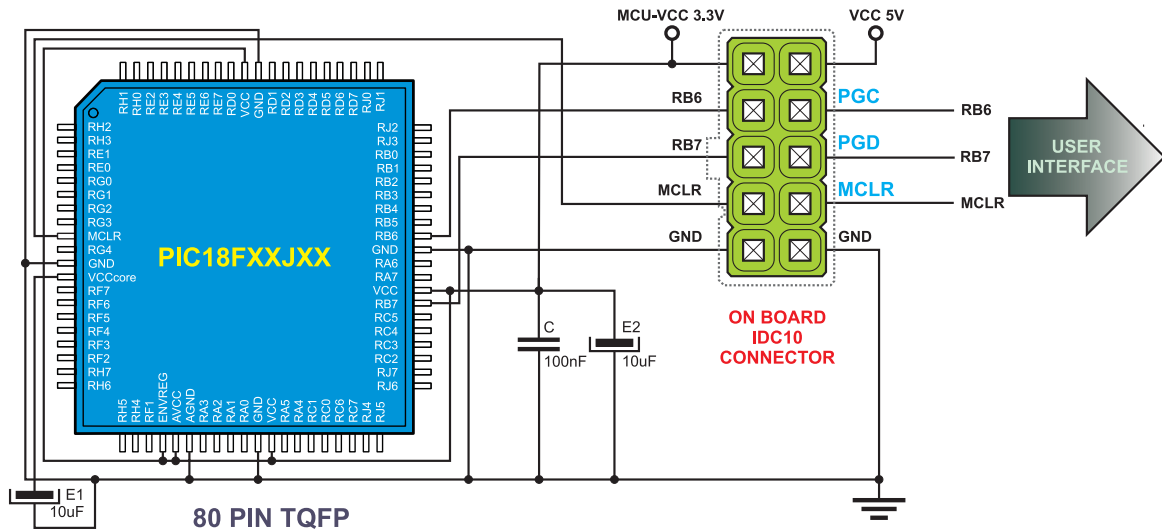 MCU-VCC 3.3V
VCC 5V
RB6
PGC
RB6
RB7
PGD
RB7
MCLR
MCLR
MCLR
GND
GND
USER
INTERFACE
ON BOARD
IDC10
CONNECTOR
RH1
RH0
RE2
RE3
RE4
RE5
RE6
RE7
RD0
VCC
GND
RD1
RD2
RD3
RD4
RD5
RD6
RD7
RJ0
RJ1
RH2
RH3
RE1
RE0
RG0
RG1
RG2
RG3
MCLR
RG4
GND
VCCcore
RF7
RF6
RF5
RF4
RF3
RF2
RH7
RH6
PIC18FXXJXX
RJ2
RJ3
RB0
RB1
RB2
RB3
RB4
RB5
RB6
GND
RA6
RA7
VCC
RB7
RC5
RC4
RC3
RC2
RJ7
RJ6
RH5
RH4
RF1
ENVREG
AVCC
AGND
RA3
RA2
RA1
RA0
GND
VCC
RA5
RA4
RC1
RC0
RC6
RC7
RJ4
RJ5
C
100nF
E2
10uF
E1
10uF
80 PIN TQFP